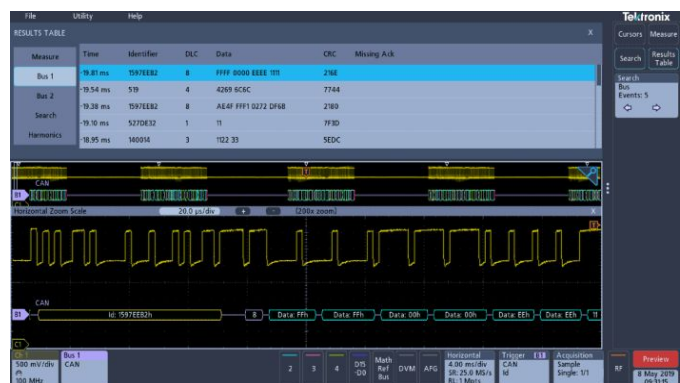 File Utility Help
Tektronix
RESULTS TABLE X
Cursors Measure
Measure Time Identifier DLC Data CRC Missing Ack
Search Results Table
Bus 1 -19.81 ms 1597EEB2 8 FFFF 0000 EEEE 1111 216E
Bus 2 -19.54 ms 519 4 4269 6C6C 7744
Search
Bus
Events: 5
-19.38 ms 1597EEB2 8 AE4F FFF1 0272 DF6B 2180
Search -19.10 ms 527DE32 1 11 7F3D
Harmonics -18.95 ms 140014 3 1122 33 5EDC
CAN
B1
Horizontal Zoom Scale 20.0 µs/div + - (200x zoom) X
CAN
B1 Id: 1597EEB2h 8 Data: FFh Data: FFh Data: 00h Data: 00h Data: EEh Data: EEh 11
C1
Ch 1
500 mV/div
100 MHz
Bus 1
CAN
2 3 4
D15
-D0
Math
Ref
Bus
DVM AFG
Horizontal
4.00 ms/div
SR: 25.0 MS/s
RL: 1 Mpts
Trigger
CAN
Id
Acquisition
Sample
Single: 1/1
RF
Preview
8 May 2019